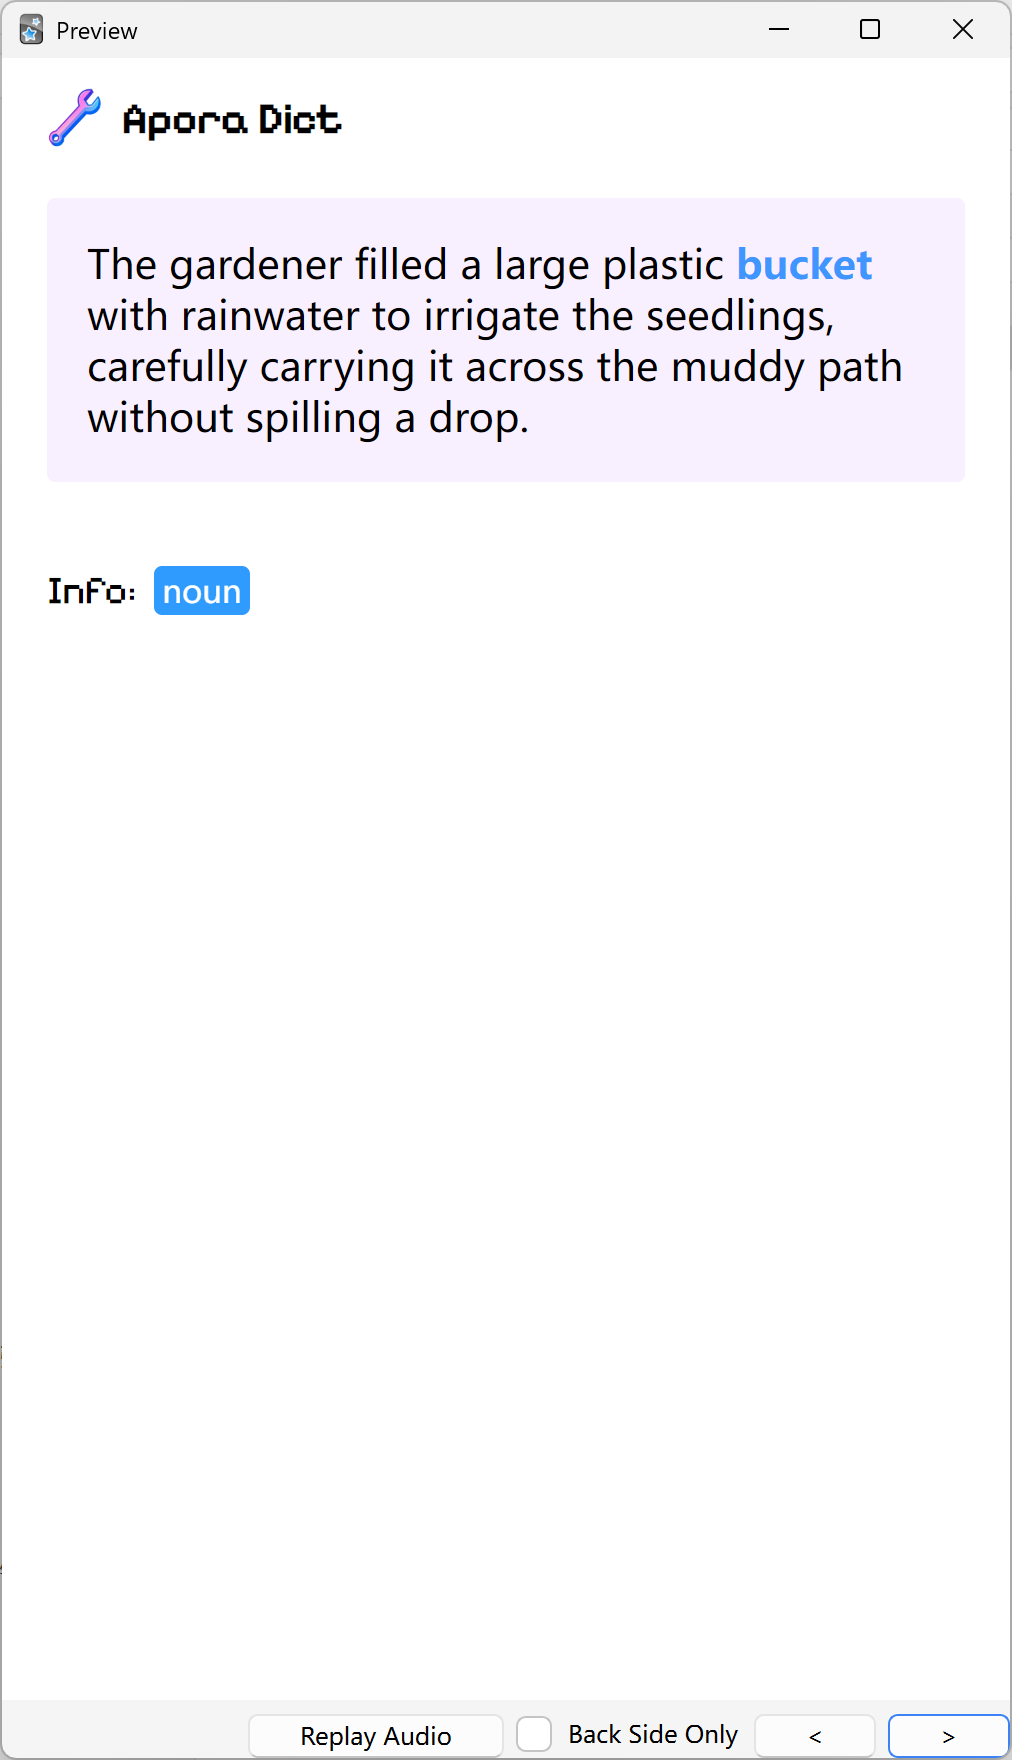 Preview
Apora Dict
The gardener filled a large plastic bucket
with rainwater to irrigate the seedlings,
carefully carrying it across the muddy path
without spilling a drop.
Info: noun
Replay Audio Back Side Only < >